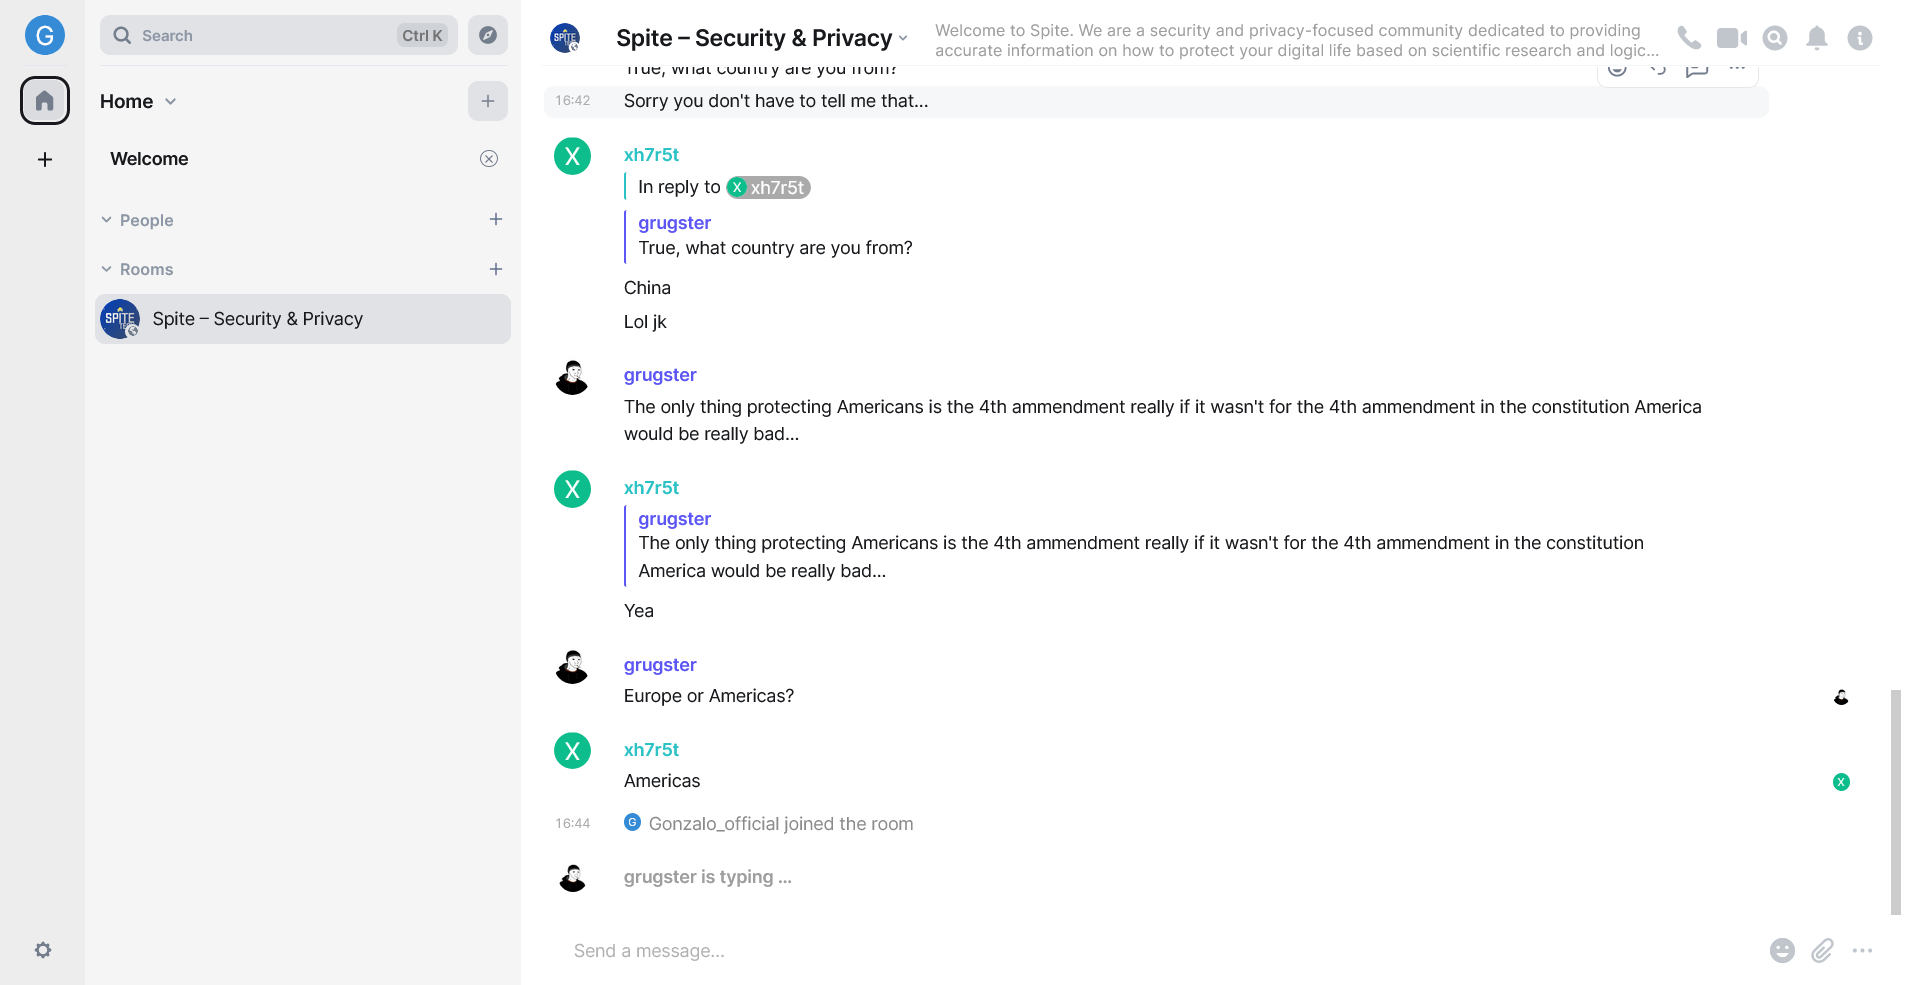 G
Search
Ctrl K
Home
Welcome
People
Rooms
SPITE
Spite – Security & Privacy
SPITE
Spite – Security & Privacy
Welcome to Spite. We are a security and privacy-focused community dedicated to providing
accurate information on how to protect your digital life based on scientific research and logic...
True, what country are you from?
16:42
Sorry you don't have to tell me that...
X
xh7r5t
In reply to X xh7r5t
grugster
True, what country are you from?
China
Lol jk
grugster
The only thing protecting Americans is the 4th ammendment really if it wasn't for the 4th ammendment in the constitution America
would be really bad...
X
xh7r5t
grugster
The only thing protecting Americans is the 4th ammendment really if it wasn't for the 4th ammendment in the constitution
America would be really bad...
Yea
grugster
Europe or Americas?
X
xh7r5t
Americas
X
16:44
G Gonzalo_official joined the room
grugster is typing ...
Send a message...